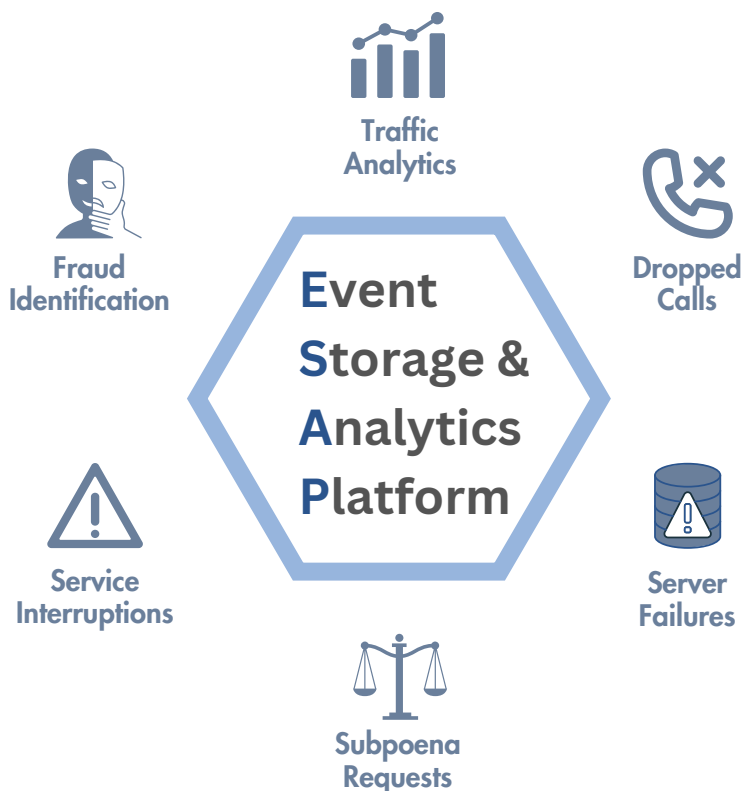 Traffic
Analytics
Fraud
Identification
Dropped
Calls
Event
Storage &
Analytics
Platform
Service
Interruptions
Server
Failures
Subpoena
Requests